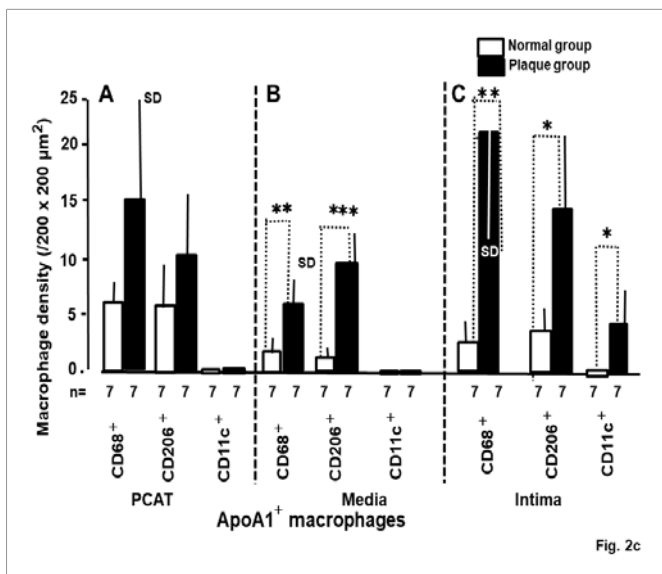 Normal group
Plaque group
A
B
C
Macrophage density (/200 x 200 µm²)
25
20
15
10
5
0
SD
SD
SD
**
***
**
*
*
n= 7 7 7 7 7 7 7 7 7 7 7 7 7 7 7 7 7 7
CD68+ CD206+ CD11c+ CD68+ CD206+ CD11c+ CD68+ CD206+ CD11c+
PCAT Media Intima
ApoA1+ macrophages
Fig. 2c